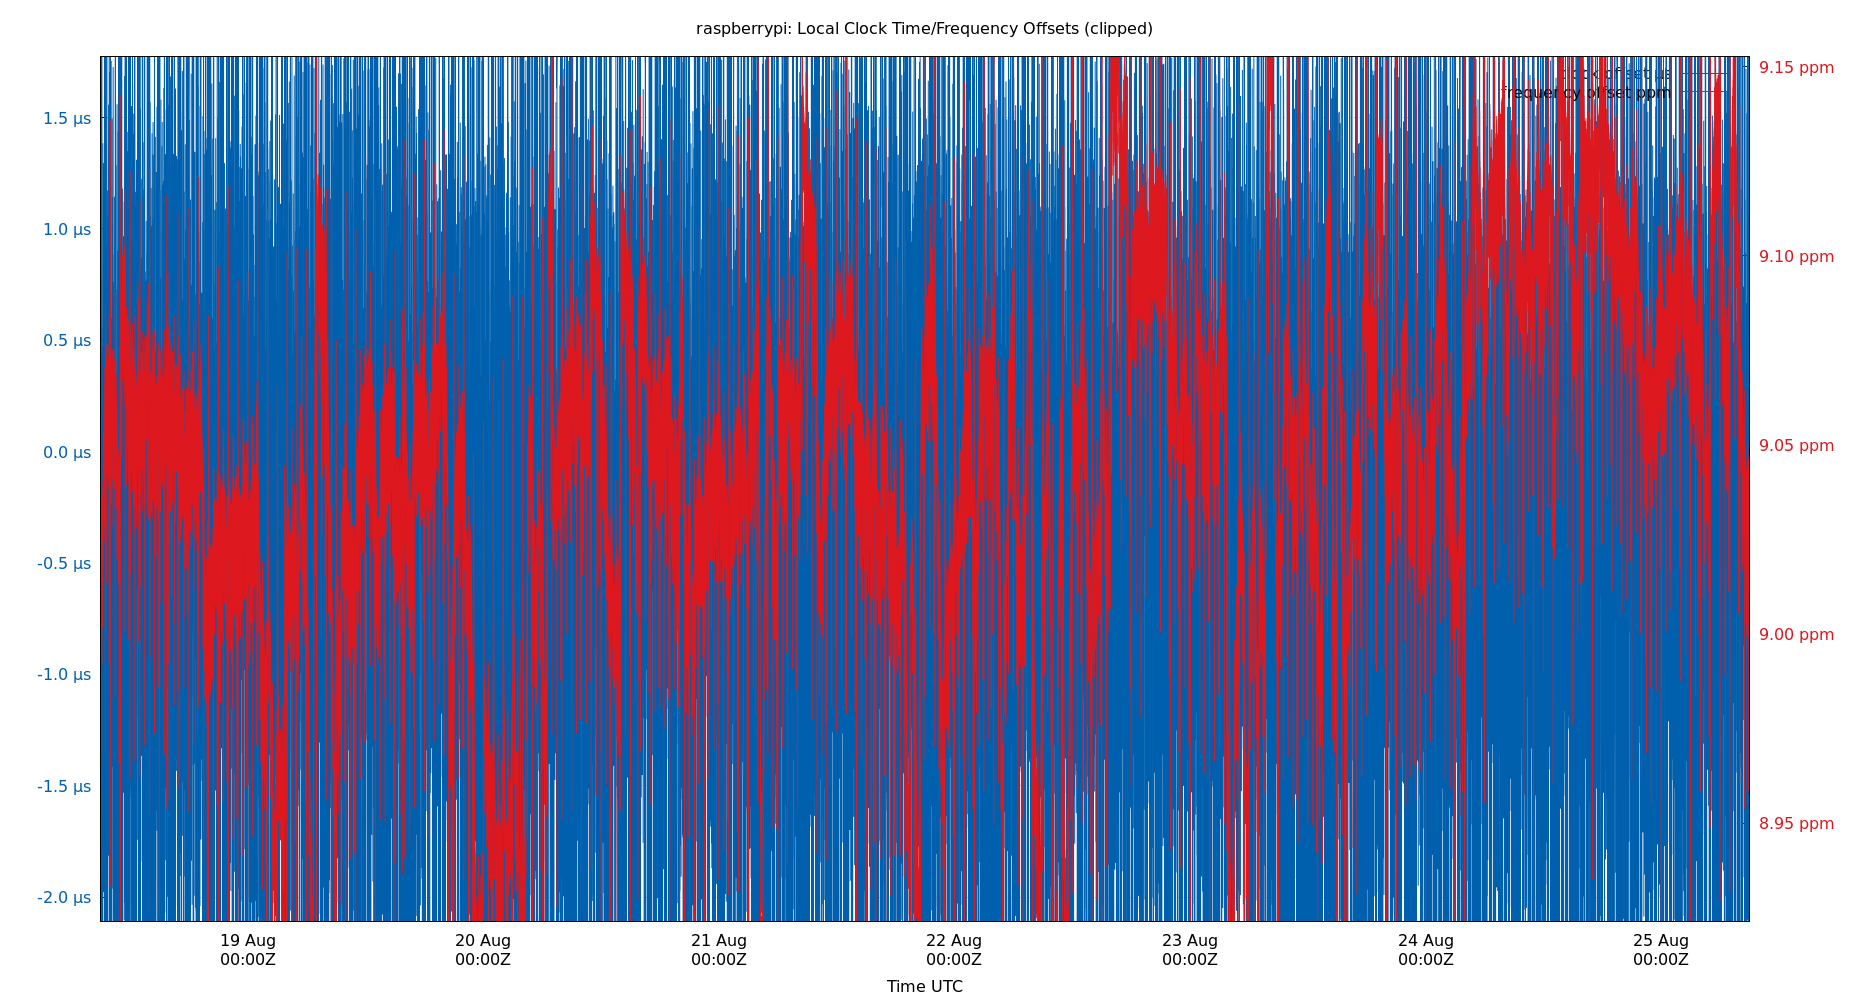 raspberrypi: Local Clock Time/Frequency Offsets (clipped)
clock offset µs
frequency offset ppm
1.5 µs
1.0 µs
0.5 µs
0.0 µs
-0.5 µs
-1.0 µs
-1.5 µs
-2.0 µs
9.15 ppm
9.10 ppm
9.05 ppm
9.00 ppm
8.95 ppm
19 Aug
00:00Z
20 Aug
00:00Z
21 Aug
00:00Z
22 Aug
00:00Z
23 Aug
00:00Z
24 Aug
00:00Z
25 Aug
00:00Z
Time UTC